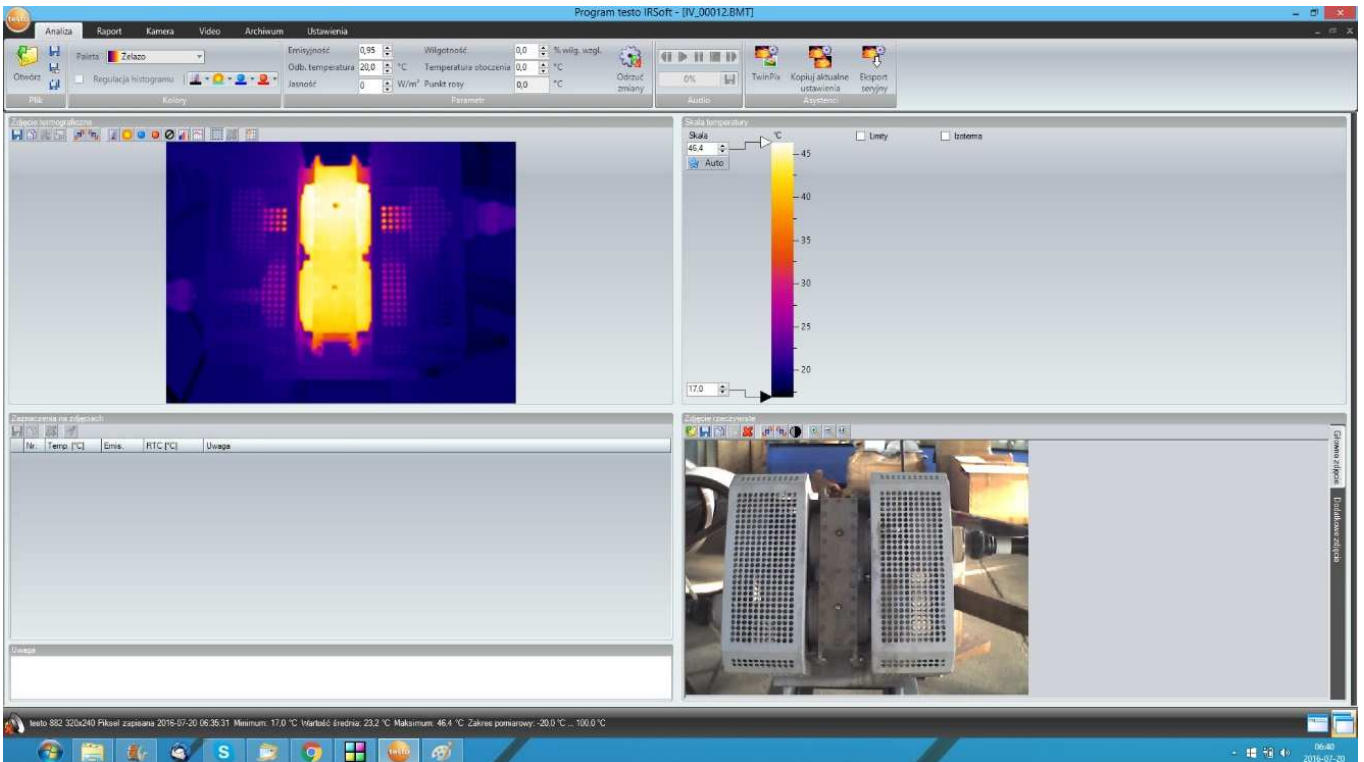 Program testo IRSoft - [IV_00012.BMT]
testo
Analiza Raport Kamera Video Archiwum Ustawienia
Otwórz
Plik
Paleta Żelazo
Regulacja histogramu
Kolory
Emisyjność 0,95 Wilgotność 0,0 % wilg. wzgl.
Odb. temperatura 20,0 °C Temperatura otoczenia 0,0 °C
Jasność 0 W/m² Punkt rosy 0,0 °C
Parametr
Odrzuć zmiany
0%
Audio
TwinPix
Kopiuj aktualne ustawienia
Eksport seryjny
Asystenci
Zdjęcie termograficzne
Skala temperatury
Skala
46,4
Auto
°C
Limity
Izoterma
45
40
35
30
25
20
17,0
Zaznaczenia na zdjęciach
Nr. Temp. [°C] Emis. RTC [°C] Uwaga
Uwaga
Zdjęcie rzeczywiste
Główne zdjęcie
Dodatkowe zdjęcie
testo 882 320x240 Piksel zapisana 2016-07-20 06:35:31 Minimum: 17,0 °C Wartość średnia: 23,2 °C Maksimum: 46,4 °C Zakres pomiarowy: -20,0 °C ... 100,0 °C
S
testo
06:40
2016-07-20